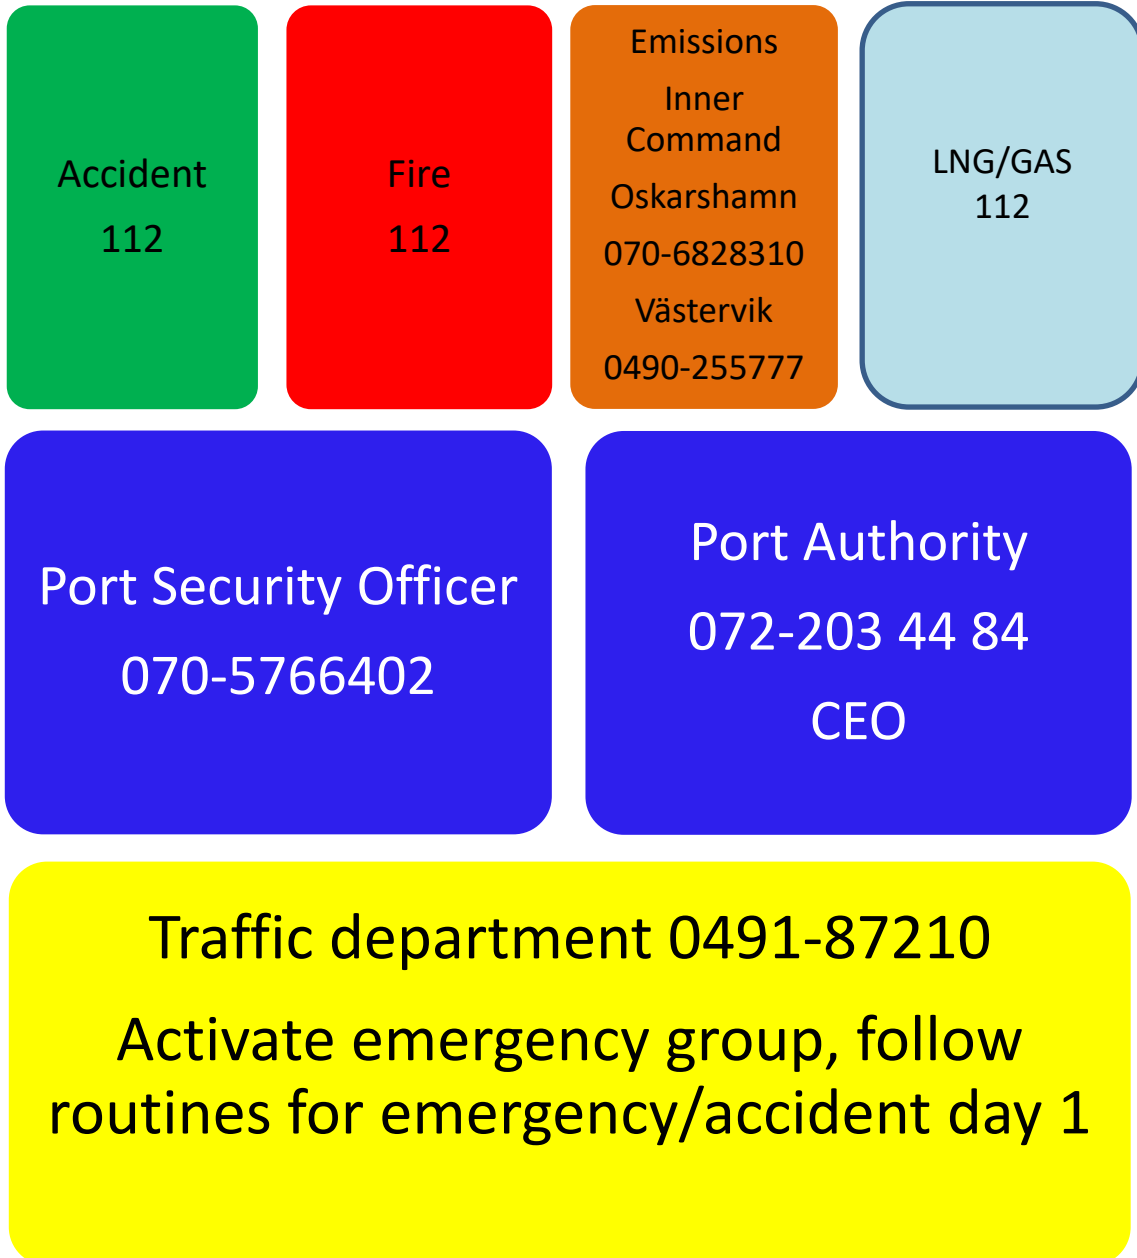 Accident
112
Fire
112
Emissions
Inner
Command
Oskarshamn
070-6828310
Västervik
0490-255777
LNG/GAS
112
Port Security Officer
070-5766402
Port Authority
072-203 44 84
CEO
Traffic department 0491-87210
Activate emergency group, follow
routines for emergency/accident day 1